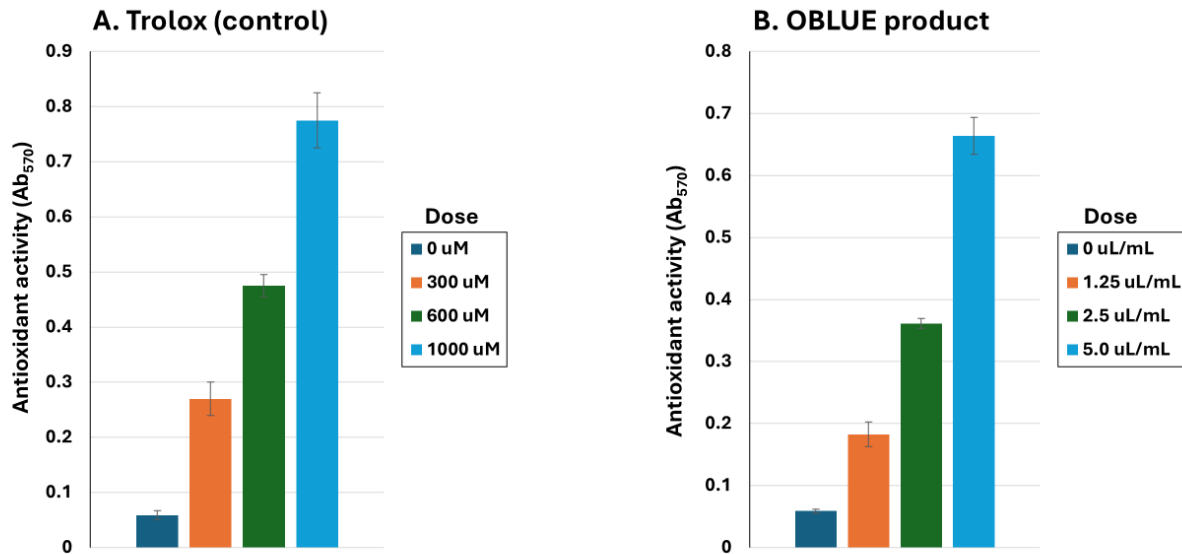 A. Trolox (control)
Antioxidant activity (Ab570)
0.9
0.8
0.7
0.6
0.5
0.4
0.3
0.2
0.1
0
Dose
0 uM
300 uM
600 uM
1000 uM
B. OBLUE product
Antioxidant activity (Ab570)
0.8
0.7
0.6
0.5
0.4
0.3
0.2
0.1
0
Dose
0 uL/mL
1.25 uL/mL
2.5 uL/mL
5.0 uL/mL